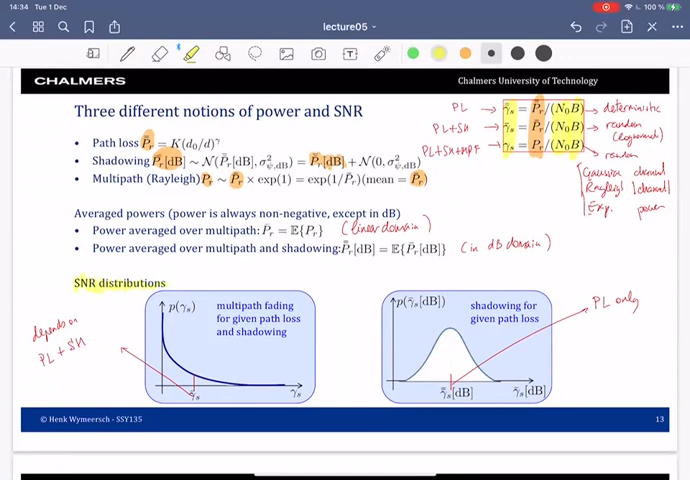 14:34 Tue 1 Dec
100 %
lecture05
CHALMERS
Chalmers University of Technology
Three different notions of power and SNR
PL → γ̿s = P̿r/(N0B) → deterministic
PL+SH → γ̄s = P̄r/(N0B) → random
(lognormal)
PL+SH+MPF → γs = Pr/(N0B) → random
Gaussian channel
Rayleigh |channel|
Exp. power
• Path loss P̿r = K(d0/d)^γ
• Shadowing P̄r[dB] ∼ N(P̿r[dB], σ²ψ,dB) = P̿r[dB] + N(0, σ²ψ,dB)
• Multipath (Rayleigh) Pr ∼ P̄r × exp(1) = exp(1/P̄r) (mean = P̄r)
Averaged powers (power is always non-negative, except in dB)
• Power averaged over multipath: P̄r = E{Pr} (linear domain)
• Power averaged over multipath and shadowing: P̿r[dB] = E{P̄r[dB]} (in dB domain)
SNR distributions
depends on
PL + SH
p(γs)
multipath fading
for given path loss
and shadowing
γ̄s
γs
p(γ̄s[dB])
shadowing for
given path loss
γ̿s[dB]
γ̄s[dB]
PL only
© Henk Wymeersch - SSY135
13